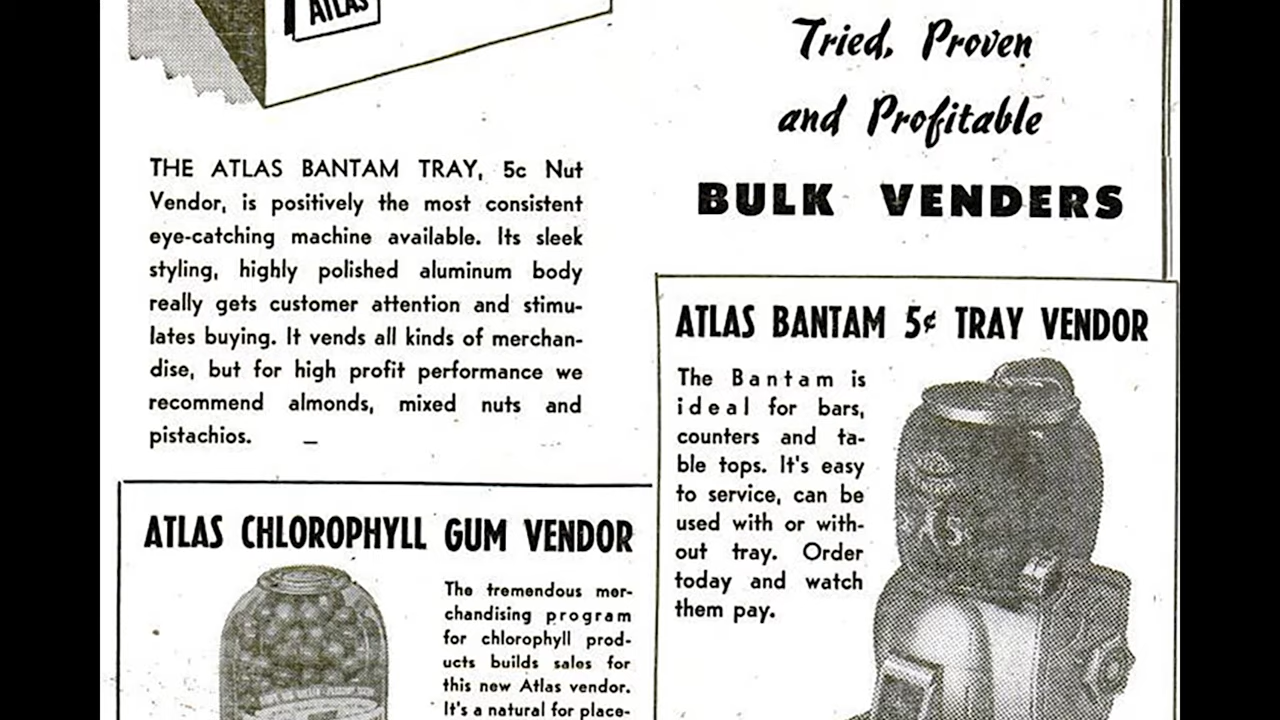 ATLAS
Tried, Proven
and Profitable
BULK VENDERS
THE ATLAS BANTAM TRAY, 5c Nut
Vendor, is positively the most consistent
eye-catching machine available. Its sleek
styling, highly polished aluminum body
really gets customer attention and stimu-
lates buying. It vends all kinds of merchan-
dise, but for high profit performance we
recommend almonds, mixed nuts and
pistachios.
ATLAS BANTAM 5¢ TRAY VENDOR
The Bantam is
ideal for bars,
counters and ta-
ble tops. It's easy
to service, can be
used with or with-
out tray. Order
today and watch
them pay.
ATLAS CHLOROPHYLL GUM VENDOR
The tremendous mer-
chandising program
for chlorophyll prod-
ucts builds sales for
this new Atlas vendor.
It's a natural for place-